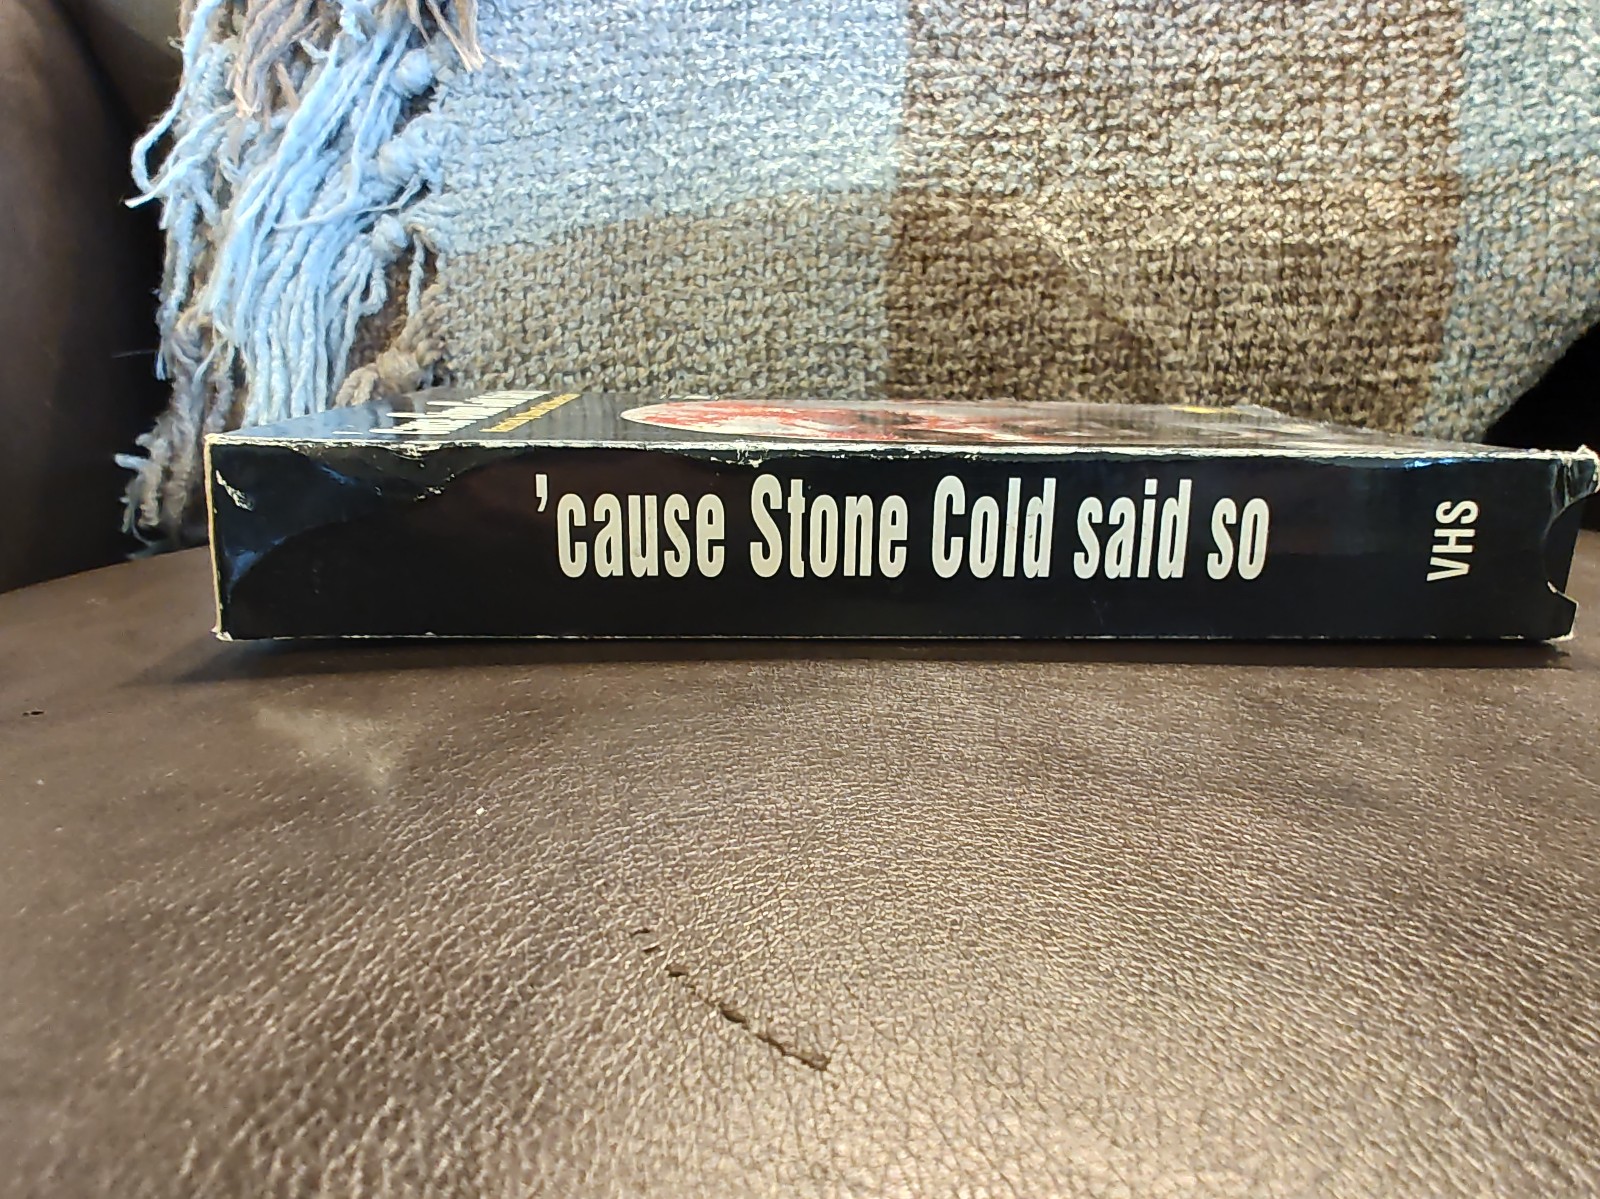 'cause Stone Cold said so
VHS